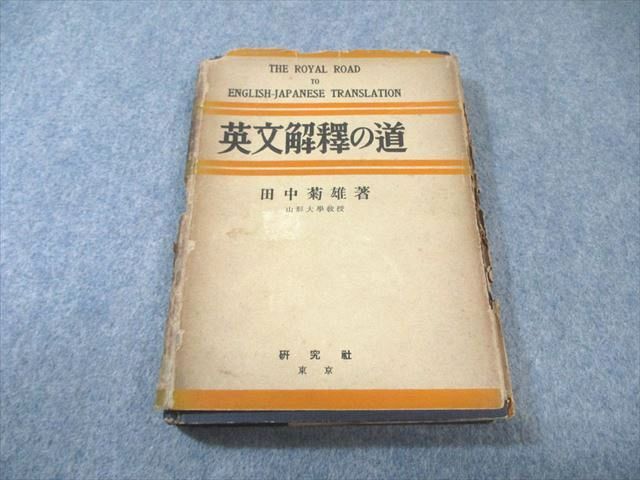 THE ROYAL ROAD
TO
ENGLISH-JAPANESE TRANSLATION
英文解釋の道
田中菊雄著
山形大學教授
研究社
東京